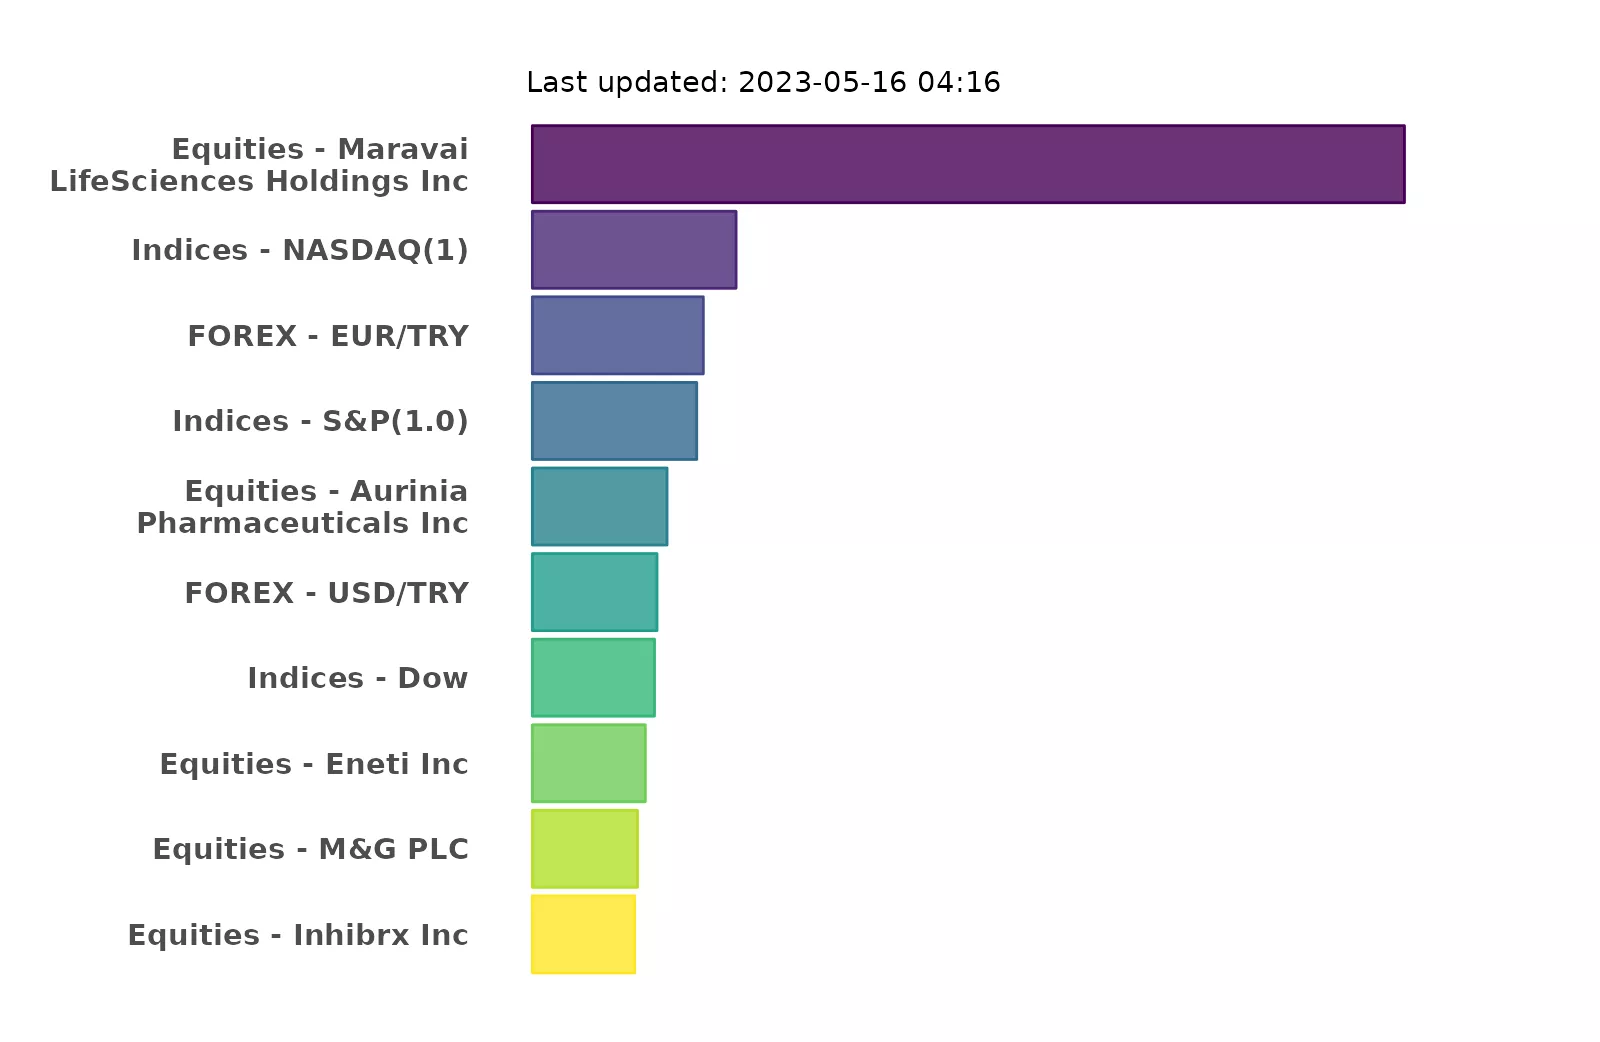 Last updated: 2023-05-16 04:16
Equities - Maravai
LifeSciences Holdings Inc
Indices - NASDAQ(1)
FOREX - EUR/TRY
Indices - S&P(1.0)
Equities - Aurinia
Pharmaceuticals Inc
FOREX - USD/TRY
Indices - Dow
Equities - Eneti Inc
Equities - M&G PLC
Equities - Inhibrx Inc